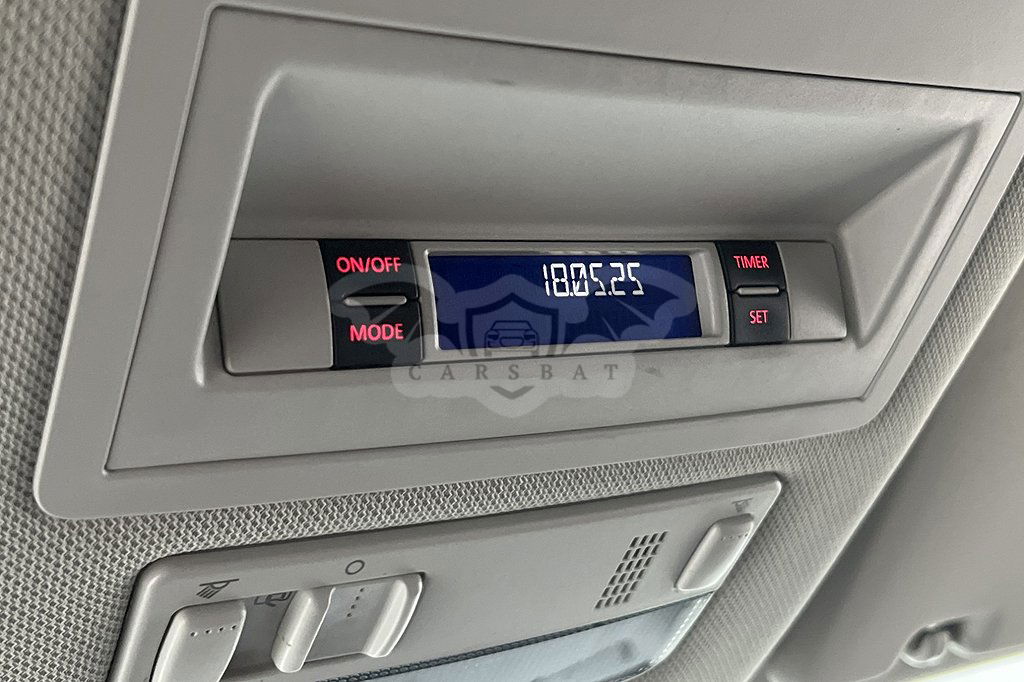 ON/OFF
MODE
18.05.25
TIMER
SET
CARSBAT